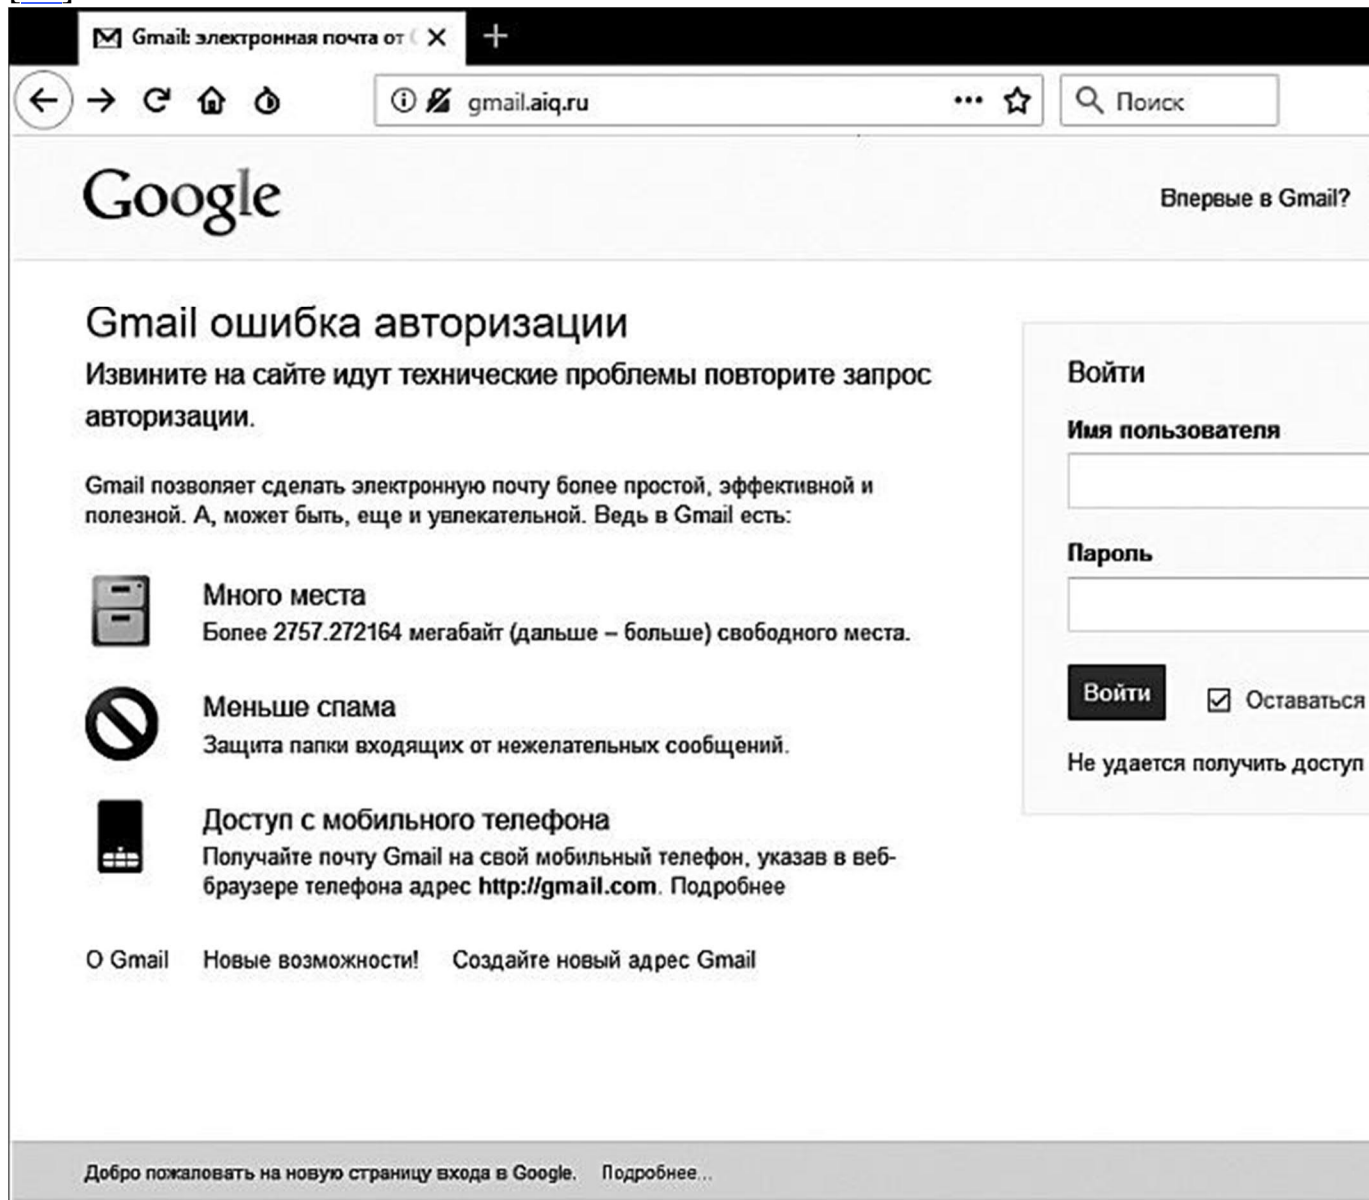 Gmail: электронная почта от
gmail.aiq.ru
Поиск
Google
Впервые в Gmail?
Gmail ошибка авторизации
Извините на сайте идут технические проблемы повторите запрос
авторизации.
Gmail позволяет сделать электронную почту более простой, эффективной и
полезной. А, может быть, еще и увлекательной. Ведь в Gmail есть:
Много места
Более 2757.272164 мегабайт (дальше – больше) свободного места.
Меньше спама
Защита папки входящих от нежелательных сообщений.
Доступ с мобильного телефона
Получайте почту Gmail на свой мобильный телефон, указав в веб-
браузере телефона адрес http://gmail.com. Подробнее
О Gmail Новые возможности! Создайте новый адрес Gmail
Войти
Имя пользователя
Пароль
Войти
Оставаться
Не удается получить доступ
Добро пожаловать на новую страницу входа в Google. Подробнее...